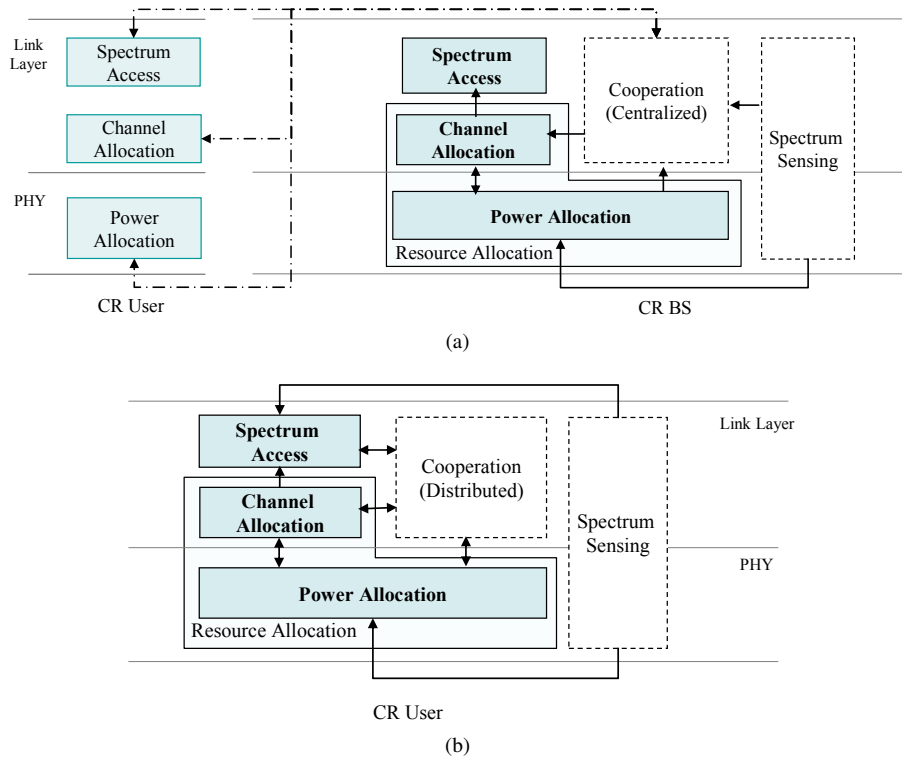 Link
Layer
Spectrum
Access
Channel
Allocation
PHY
Power
Allocation
CR User
Spectrum
Access
Channel
Allocation
Cooperation
(Centralized)
Spectrum
Sensing
Power Allocation
Resource Allocation
CR BS
(a)
Spectrum
Access
Channel
Allocation
Cooperation
(Distributed)
Spectrum
Sensing
Link Layer
PHY
Power Allocation
Resource Allocation
CR User
(b)